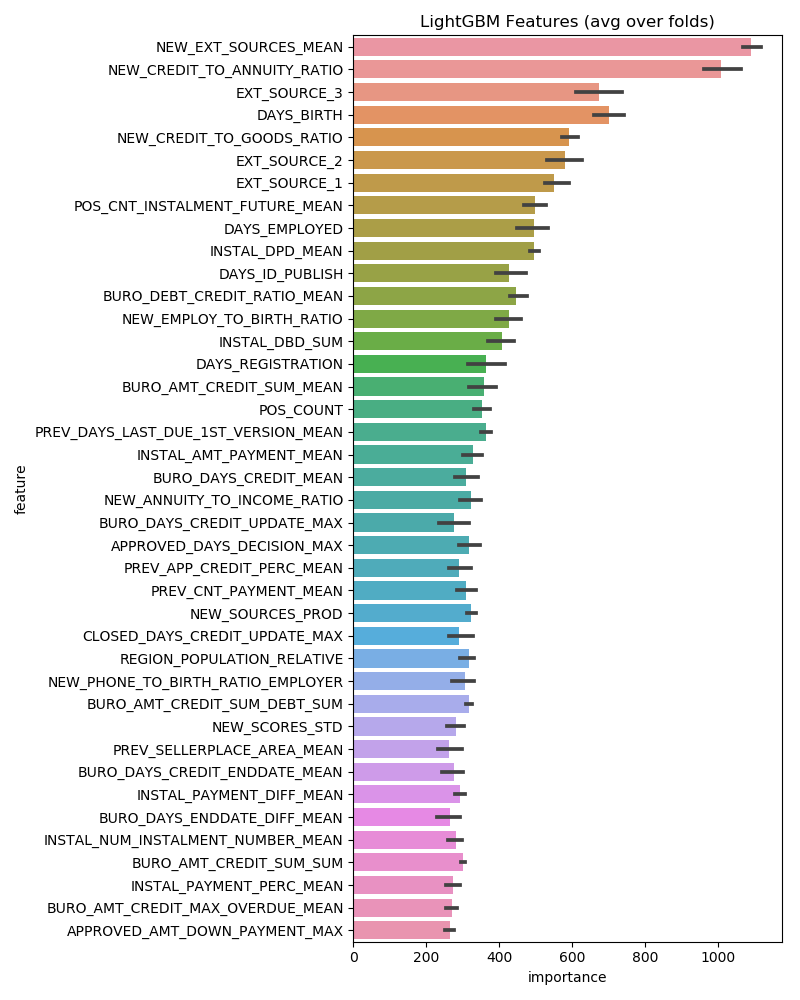 LightGBM Features (avg over folds)
NEW_EXT_SOURCES_MEAN
NEW_CREDIT_TO_ANNUITY_RATIO
EXT_SOURCE_3
DAYS_BIRTH
NEW_CREDIT_TO_GOODS_RATIO
EXT_SOURCE_2
EXT_SOURCE_1
POS_CNT_INSTALMENT_FUTURE_MEAN
DAYS_EMPLOYED
INSTAL_DPD_MEAN
DAYS_ID_PUBLISH
BURO_DEBT_CREDIT_RATIO_MEAN
NEW_EMPLOY_TO_BIRTH_RATIO
INSTAL_DBD_SUM
DAYS_REGISTRATION
BURO_AMT_CREDIT_SUM_MEAN
POS_COUNT
PREV_DAYS_LAST_DUE_1ST_VERSION_MEAN
INSTAL_AMT_PAYMENT_MEAN
BURO_DAYS_CREDIT_MEAN
NEW_ANNUITY_TO_INCOME_RATIO
BURO_DAYS_CREDIT_UPDATE_MAX
APPROVED_DAYS_DECISION_MAX
PREV_APP_CREDIT_PERC_MEAN
PREV_CNT_PAYMENT_MEAN
NEW_SOURCES_PROD
CLOSED_DAYS_CREDIT_UPDATE_MAX
REGION_POPULATION_RELATIVE
NEW_PHONE_TO_BIRTH_RATIO_EMPLOYER
BURO_AMT_CREDIT_SUM_DEBT_SUM
NEW_SCORES_STD
PREV_SELLERPLACE_AREA_MEAN
BURO_DAYS_CREDIT_ENDDATE_MEAN
INSTAL_PAYMENT_DIFF_MEAN
BURO_DAYS_ENDDATE_DIFF_MEAN
INSTAL_NUM_INSTALMENT_NUMBER_MEAN
BURO_AMT_CREDIT_SUM_SUM
INSTAL_PAYMENT_PERC_MEAN
BURO_AMT_CREDIT_MAX_OVERDUE_MEAN
APPROVED_AMT_DOWN_PAYMENT_MAX
feature
0 200 400 600 800 1000
importance